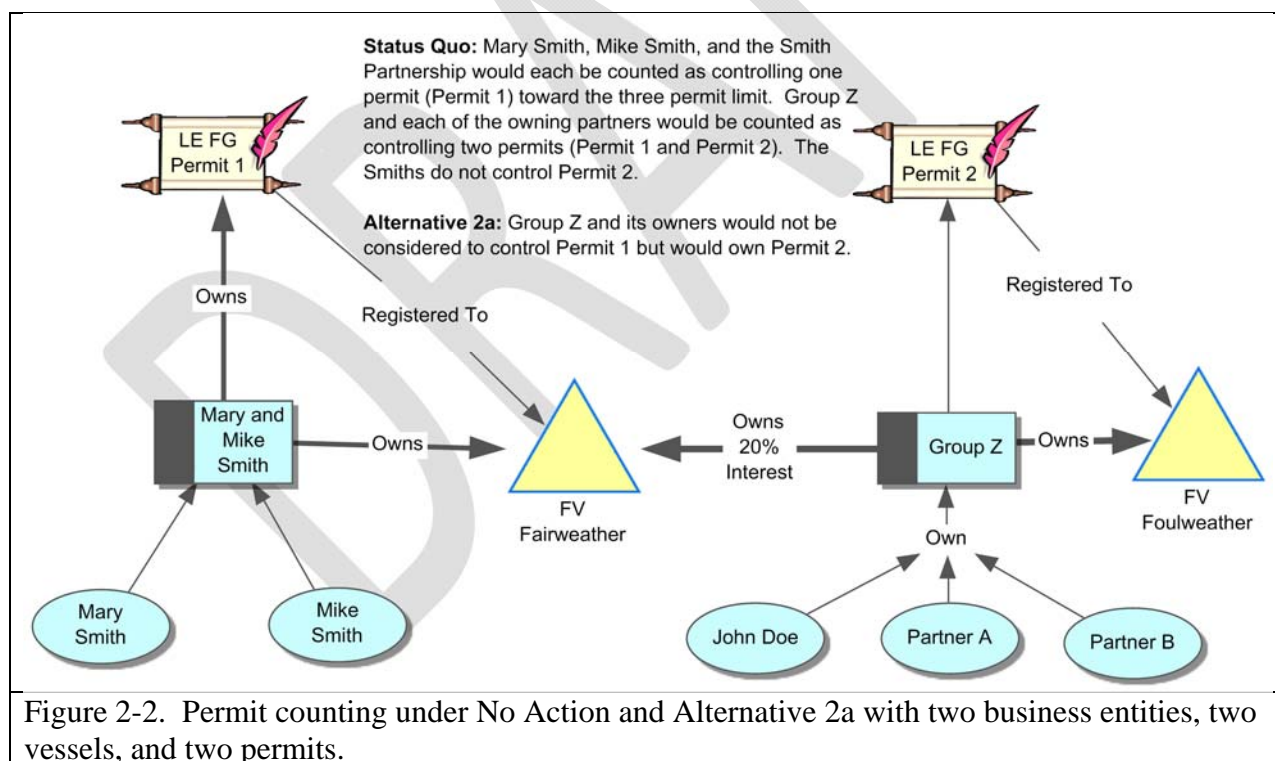 Status Quo: Mary Smith, Mike Smith, and the Smith
Partnership would each be counted as controlling one
permit (Permit 1) toward the three permit limit. Group Z
and each of the owning partners would be counted as
controlling two permits (Permit 1 and Permit 2). The
Smiths do not control Permit 2.
Alternative 2a: Group Z and its owners would not be
considered to control Permit 1 but would own Permit 2.
LE FG
Permit 1
LE FG
Permit 2
Owns
Registered To
Registered To
Mary and
Mike
Smith
Owns
FV
Fairweather
Owns
20%
Interest
Group Z
Owns
FV
Foulweather
Own
Mary
Smith
Mike
Smith
John Doe
Partner A
Partner B
DRA
Figure 2-2. Permit counting under No Action and Alternative 2a with two business entities, two
vessels, and two permits.